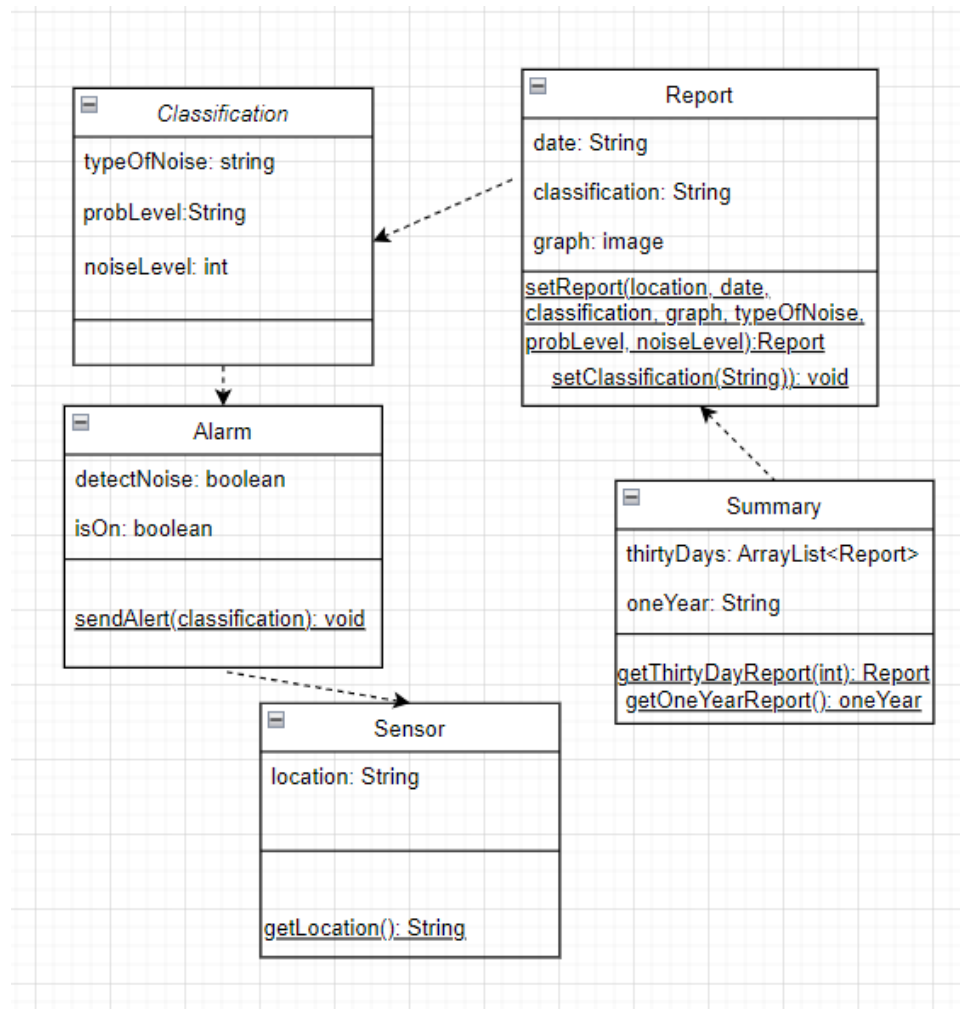 Classification
typeOfNoise: string
probLevel:String
noiseLevel: int
Report
date: String
classification: String
graph: image
setReport(location, date,
classification, graph, typeOfNoise,
probLevel, noiseLevel):Report
setClassification(String)): void
Alarm
detectNoise: boolean
isOn: boolean
sendAlert(classification): void
Summary
thirtyDays: ArrayList<Report>
oneYear: String
getThirtyDayReport(int): Report
getOneYearReport(): oneYear
Sensor
location: String
getLocation(): String